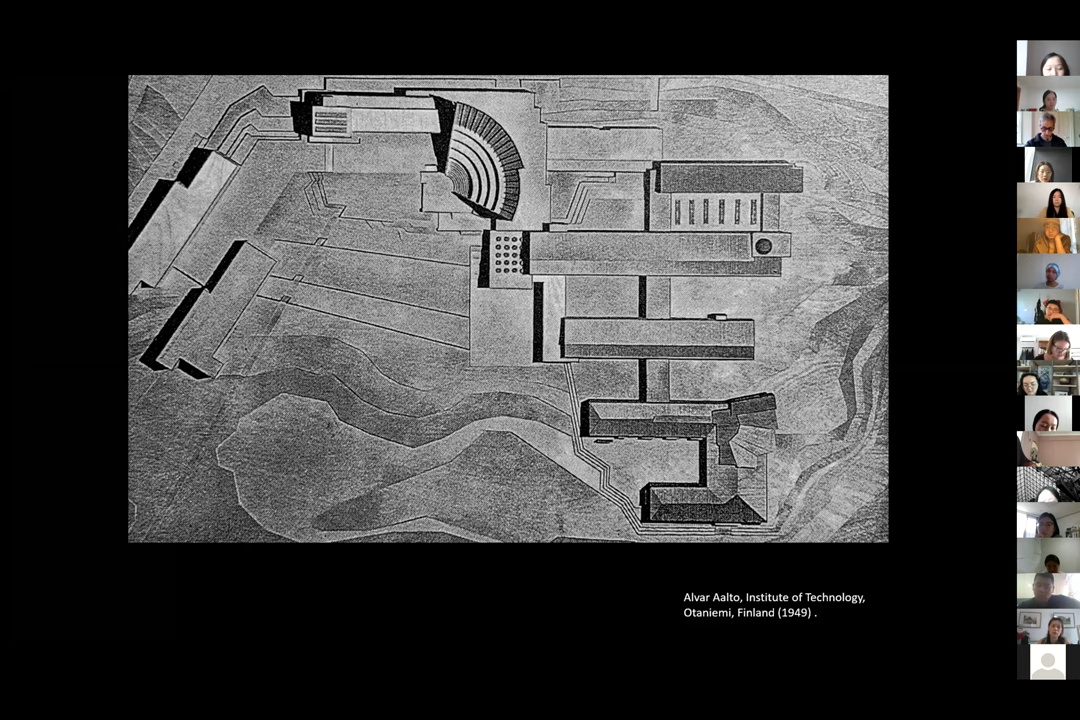 Alvar Aalto, Institute of Technology,
Otaniemi, Finland (1949) .